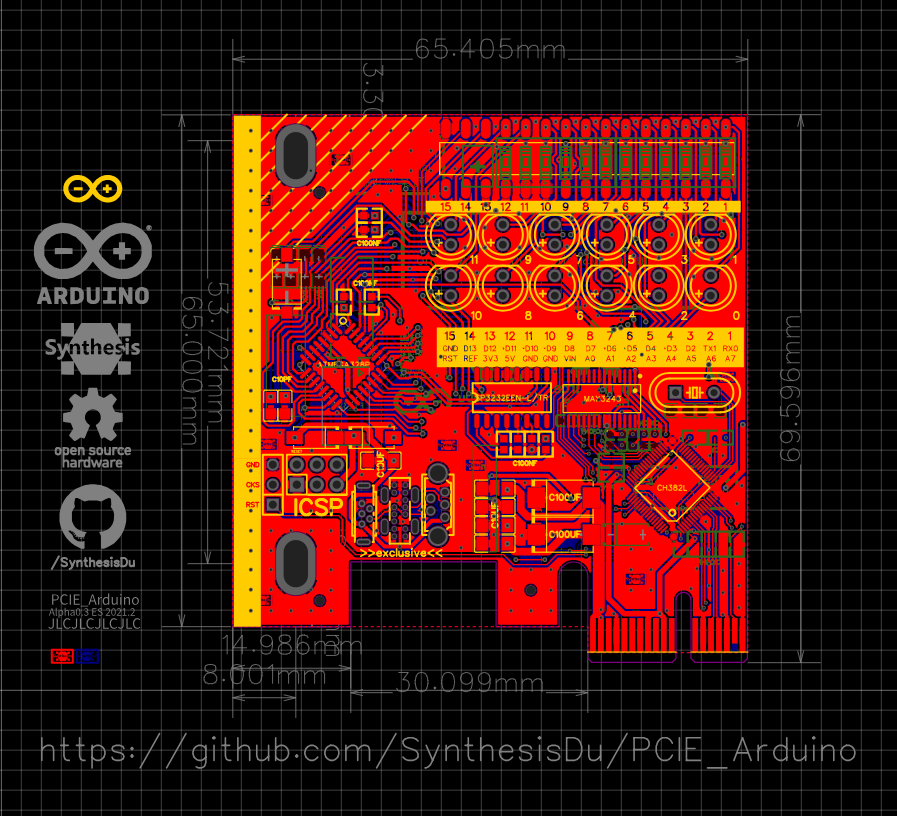 65.405mm
3.30
15 14 13 12 11 10 9 8 7 6 5 4 3 2 1
C100NF
11 9 7 5 3 1
10 8 6 4 2 0
ARDUINO
Synthesis
open source
hardware
/SynthesisDu
PCIE_Arduino
Alpha0.3 ES 2021.2
JLCJLCJLCJLC
65.000mm
53.721mm
15 14 13 12 11 10 9 8 7 6 5 4 3 2 1
GND D13 D12 +D11 -D10 +D9 D8 D7 +D6 +D5 D4 +D3 D2 TX1 RX0
RST REF 3V3 5V GND GND VIN A0 A1 A2 A3 A4 A5 A6 A7
69.596mm
C10PF
MAX3243
C100NF
GND
CKS
RST
RESET
ICSP
C10UF
C10UF
C100UF
C100UF
CH382L
>>exclusive<<
14.986mm
8.001mm
30.099mm
https://github.com/SynthesisDu/PCIE_Arduino